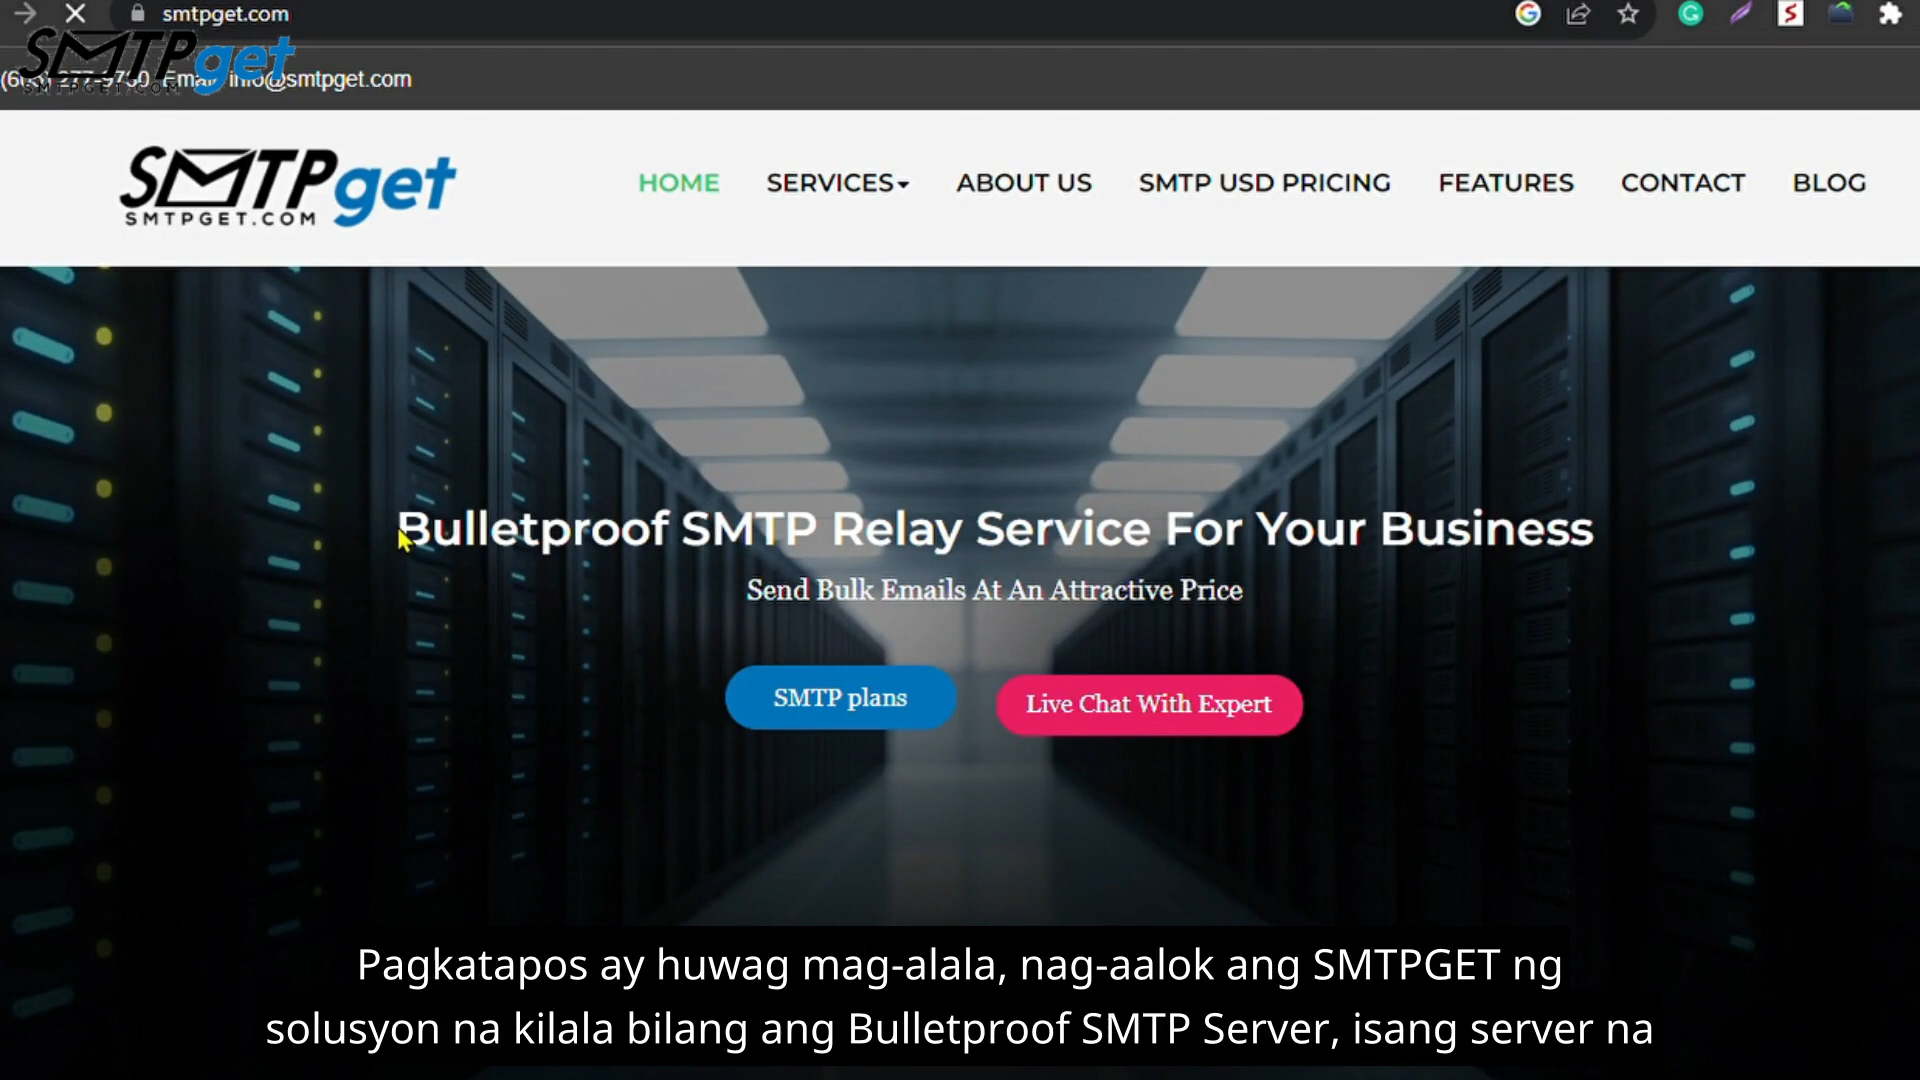 smtpget.com
SMTPget
Email: info@smtpget.com
SMTPget
SMTPGET.COM
HOME
SERVICES
ABOUT US
SMTP USD PRICING
FEATURES
CONTACT
BLOG
Bulletproof SMTP Relay Service For Your Business
Send Bulk Emails At An Attractive Price
SMTP plans
Live Chat With Expert
Pagkatapos ay huwag mag-alala, nag-aalok ang SMTPGET ng
solusyon na kilala bilang ang Bulletproof SMTP Server, isang server na